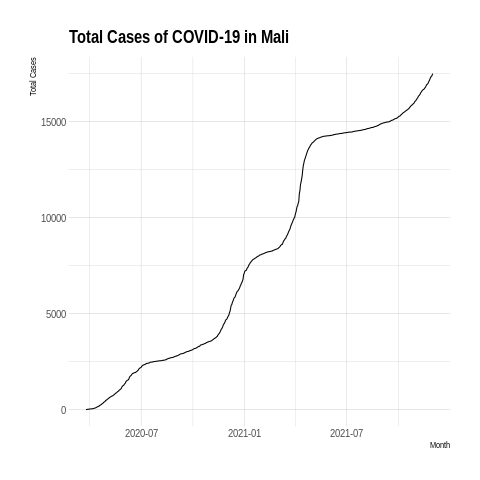 Total Cases of COVID-19 in Mali
Total Cases
15000
10000
5000
0
2020-07
2021-01
2021-07
Month